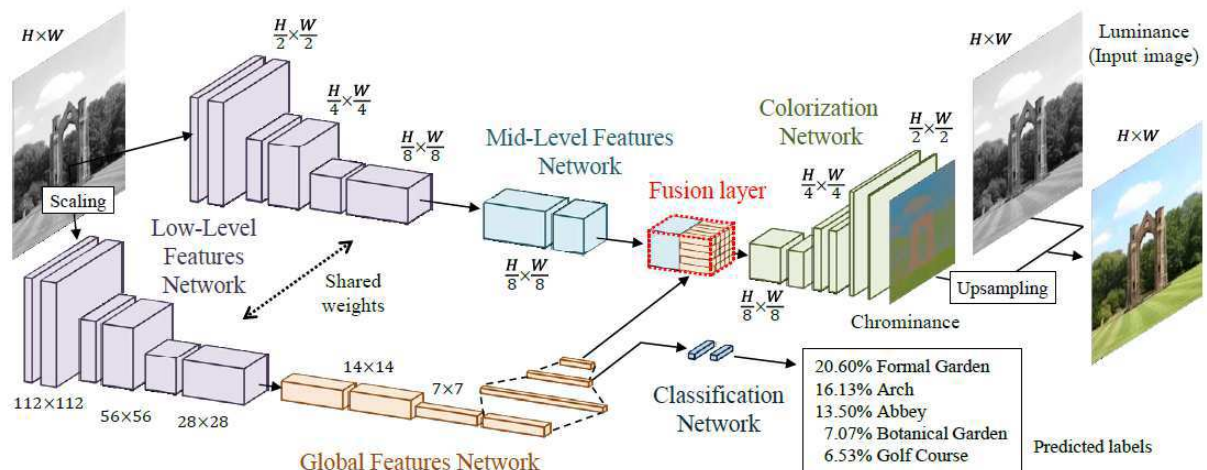 H×W
Scaling
H/2 × W/2
H/4 × W/4
H/8 × W/8
Low-Level
Features
Network
Shared
weights
112×112
56×56
28×28
Mid-Level Features
Network
H/8 × W/8
14×14
7×7
Global Features Network
Fusion layer
Colorization
Network
H/8 × W/8
H/4 × W/4
H/2 × W/2
Chrominance
Classification
Network
20.60% Formal Garden
16.13% Arch
13.50% Abbey
7.07% Botanical Garden
6.53% Golf Course
Predicted labels
H×W
Luminance
(Input image)
Upsampling
H×W